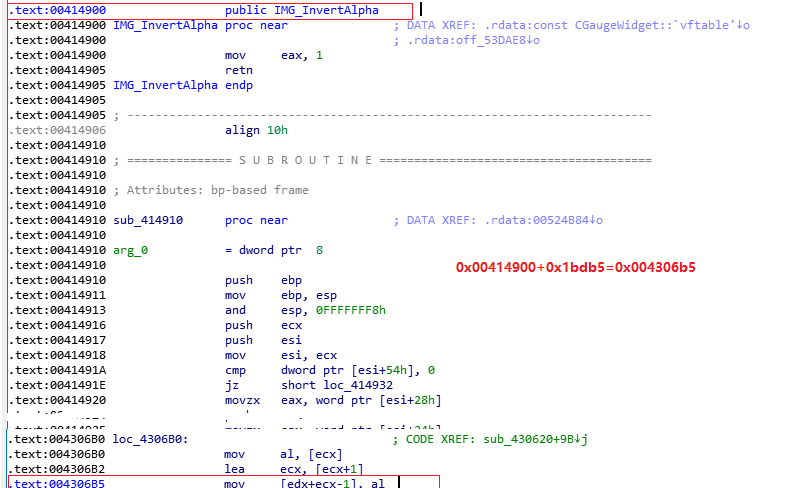 .text:00414900 public IMG_InvertAlpha
.text:00414900 IMG_InvertAlpha proc near ; DATA XREF: .rdata:const CGaugeWidget::`vftable'↓o
.text:00414900 ; .rdata:off_53DAE8↓o
.text:00414900 mov eax, 1
.text:00414905 retn
.text:00414905 IMG_InvertAlpha endp
.text:00414905
.text:00414905 ; ---------------------------------------------------------------------------
.text:00414906 align 10h
.text:00414910
.text:00414910 ; =============== S U B R O U T I N E =======================================
.text:00414910
.text:00414910 ; Attributes: bp-based frame
.text:00414910
.text:00414910 sub_414910 proc near ; DATA XREF: .rdata:00524B84↓o
.text:00414910
.text:00414910 arg_0 = dword ptr 8
.text:00414910
0x00414900+0x1bdb5=0x004306b5
.text:00414910 push ebp
.text:00414911 mov ebp, esp
.text:00414913 and esp, 0FFFFFFF8h
.text:00414916 push ecx
.text:00414917 push esi
.text:00414918 mov esi, ecx
.text:0041491A cmp dword ptr [esi+54h], 0
.text:0041491E jz short loc_414932
.text:00414920 movzx eax, word ptr [esi+28h]
.text:004306B0 loc_4306B0: ; CODE XREF: sub_430620+9B↓j
.text:004306B0 mov al, [ecx]
.text:004306B2 lea ecx, [ecx+1]
.text:004306B5 mov [edx+ecx-1], al